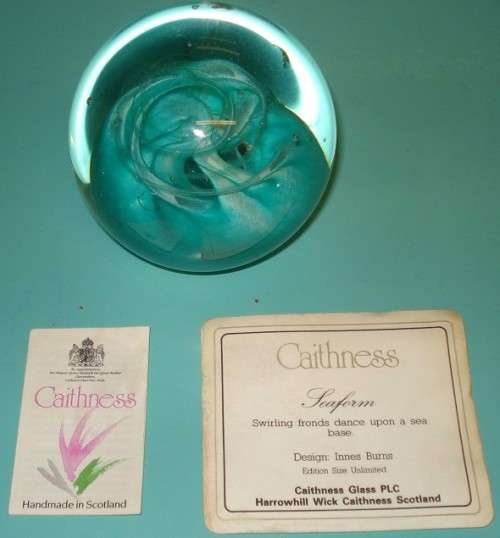 Caithness
Handmade in Scotland
Caithness
Seaform
Swirling fronds dance upon a sea
base.
Design: Innes Burns
Edition Size Unlimited
Caithness Glass PLC
Harrowhill Wick Caithness Scotland